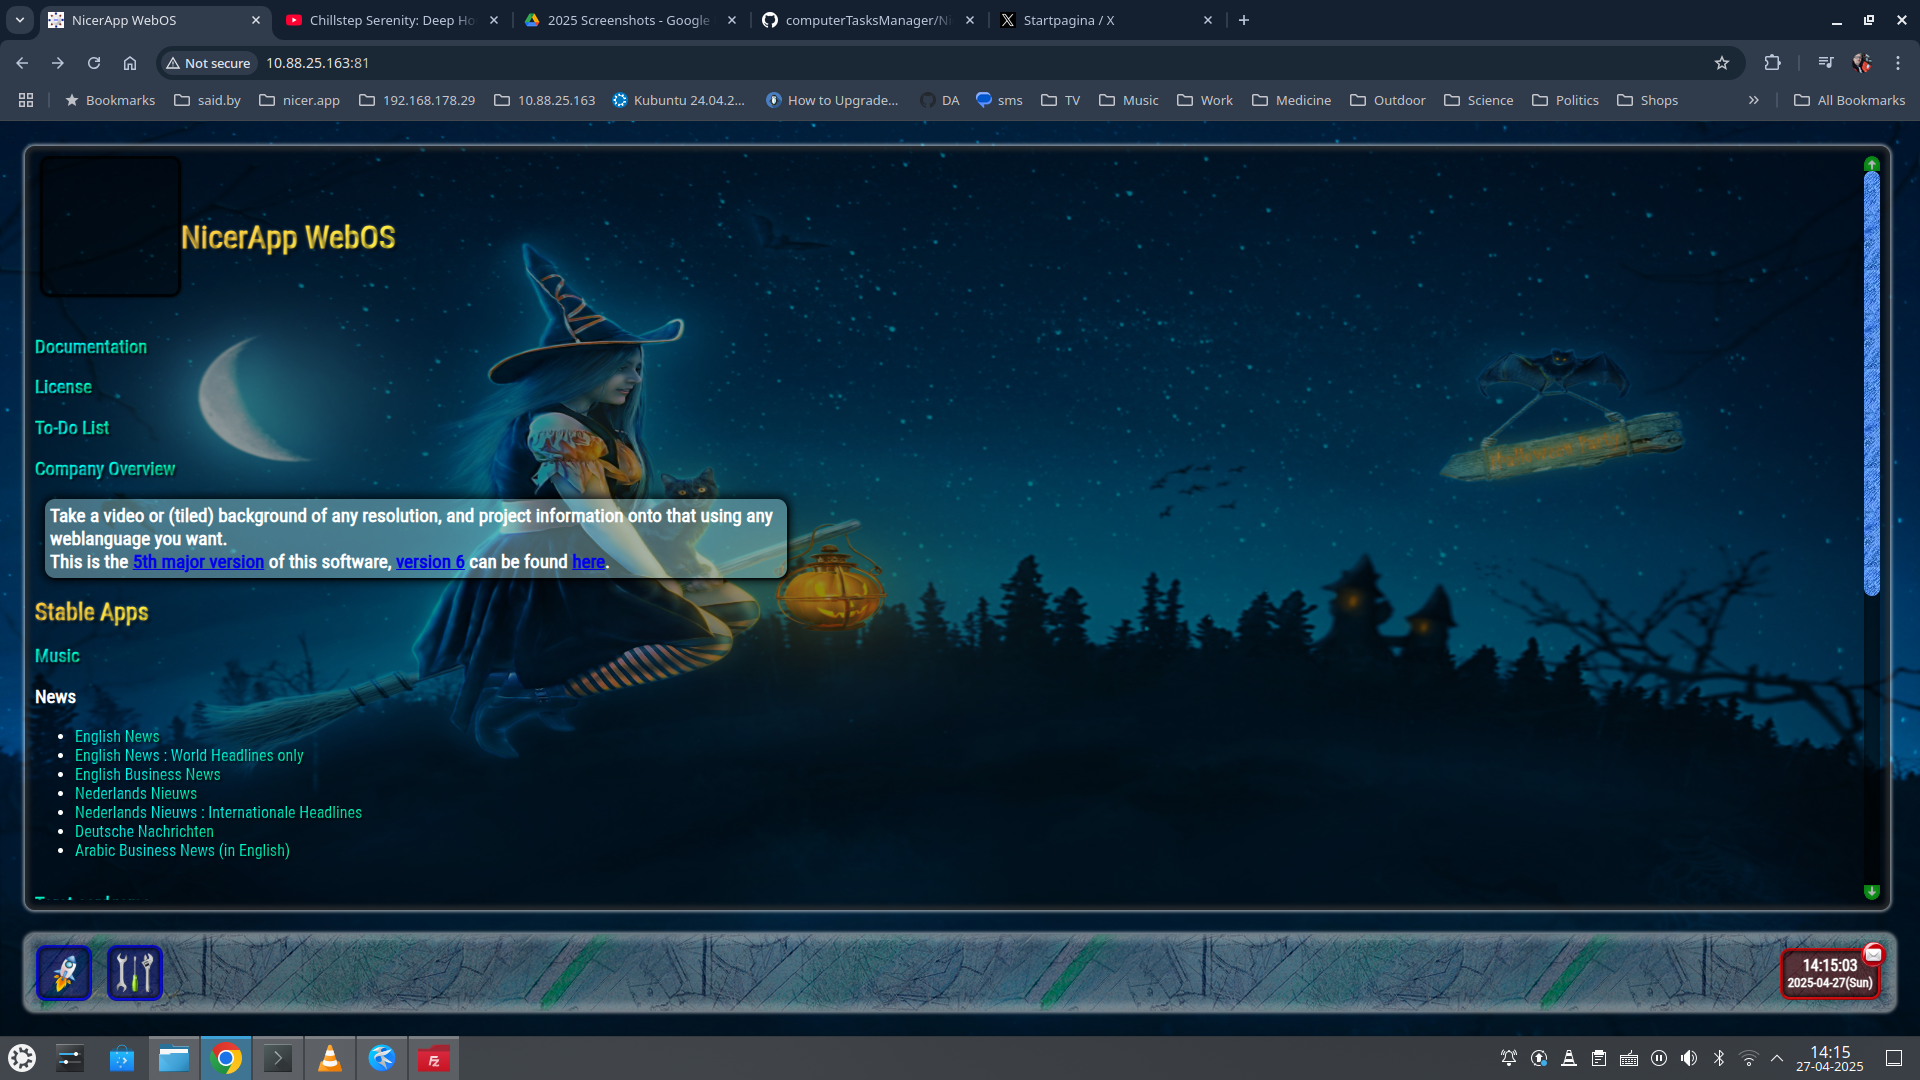 NicerApp WebOS
Chillstep Serenity: Deep Ho
2025 Screenshots - Google
computerTasksManager/Ni
Startpagina / X
Not secure
10.88.25.163:81
Bookmarks
said.by
nicer.app
192.168.178.29
10.88.25.163
Kubuntu 24.04.2...
How to Upgrade...
DA
sms
TV
Music
Work
Medicine
Outdoor
Science
Politics
Shops
All Bookmarks
NicerApp WebOS
Documentation
License
To-Do List
Company Overview
Halloween Party
Take a video or (tiled) background of any resolution, and project information onto that using any
weblanguage you want.
This is the 5th major version of this software, version 6 can be found here.
Stable Apps
Music
News
English News
English News : World Headlines only
English Business News
Nederlands Nieuws
Nederlands Nieuws : Internationale Headlines
Deutsche Nachrichten
Arabic Business News (in English)
14:15:03
2025-04-27(Sun)
14:15
27-04-2025